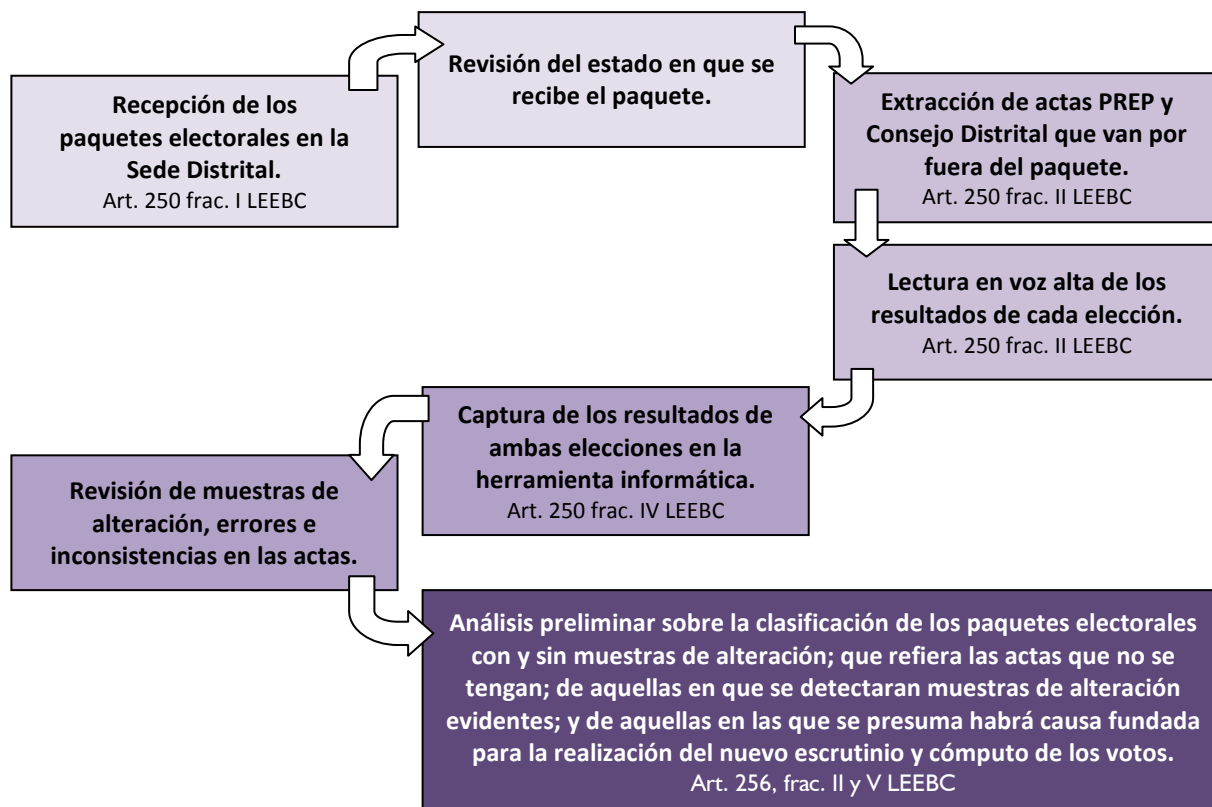 Recepción de los
paquetes electorales en la
Sede Distrital.
Art. 250 frac. I LEEBC
Revisión del estado en que se
recibe el paquete.
Extracción de actas PREP y
Consejo Distrital que van por
fuera del paquete.
Art. 250 frac. II LEEBC
Lectura en voz alta de los
resultados de cada elección.
Art. 250 frac. II LEEBC
Captura de los resultados de
ambas elecciones en la
herramienta informática.
Art. 250 frac. IV LEEBC
Revisión de muestras de
alteración, errores e
inconsistencias en las actas.
Análisis preliminar sobre la clasificación de los paquetes electorales
con y sin muestras de alteración; que refiera las actas que no se
tengan; de aquellas en que se detectaran muestras de alteración
evidentes; y de aquellas en las que se presuma habrá causa fundada
para la realización del nuevo escrutinio y cómputo de los votos.
Art. 256, frac. II y V LEEBC